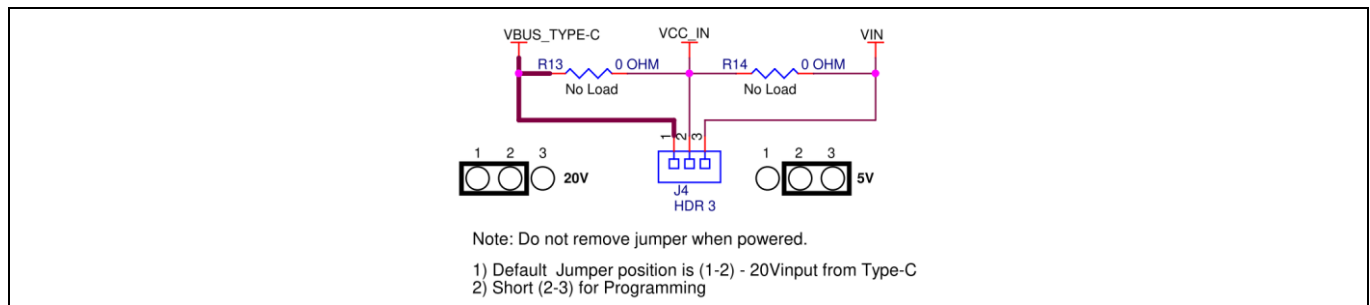 VBUS_TYPE-C VCC_IN VIN
R13 0 OHM R14 0 OHM
No Load No Load
1 2 3
1 2 3 20V 1 2 3 5V
J4
HDR 3
Note: Do not remove jumper when powered.
1) Default Jumper position is (1-2) - 20Vinput from Type-C
2) Short (2-3) for Programming